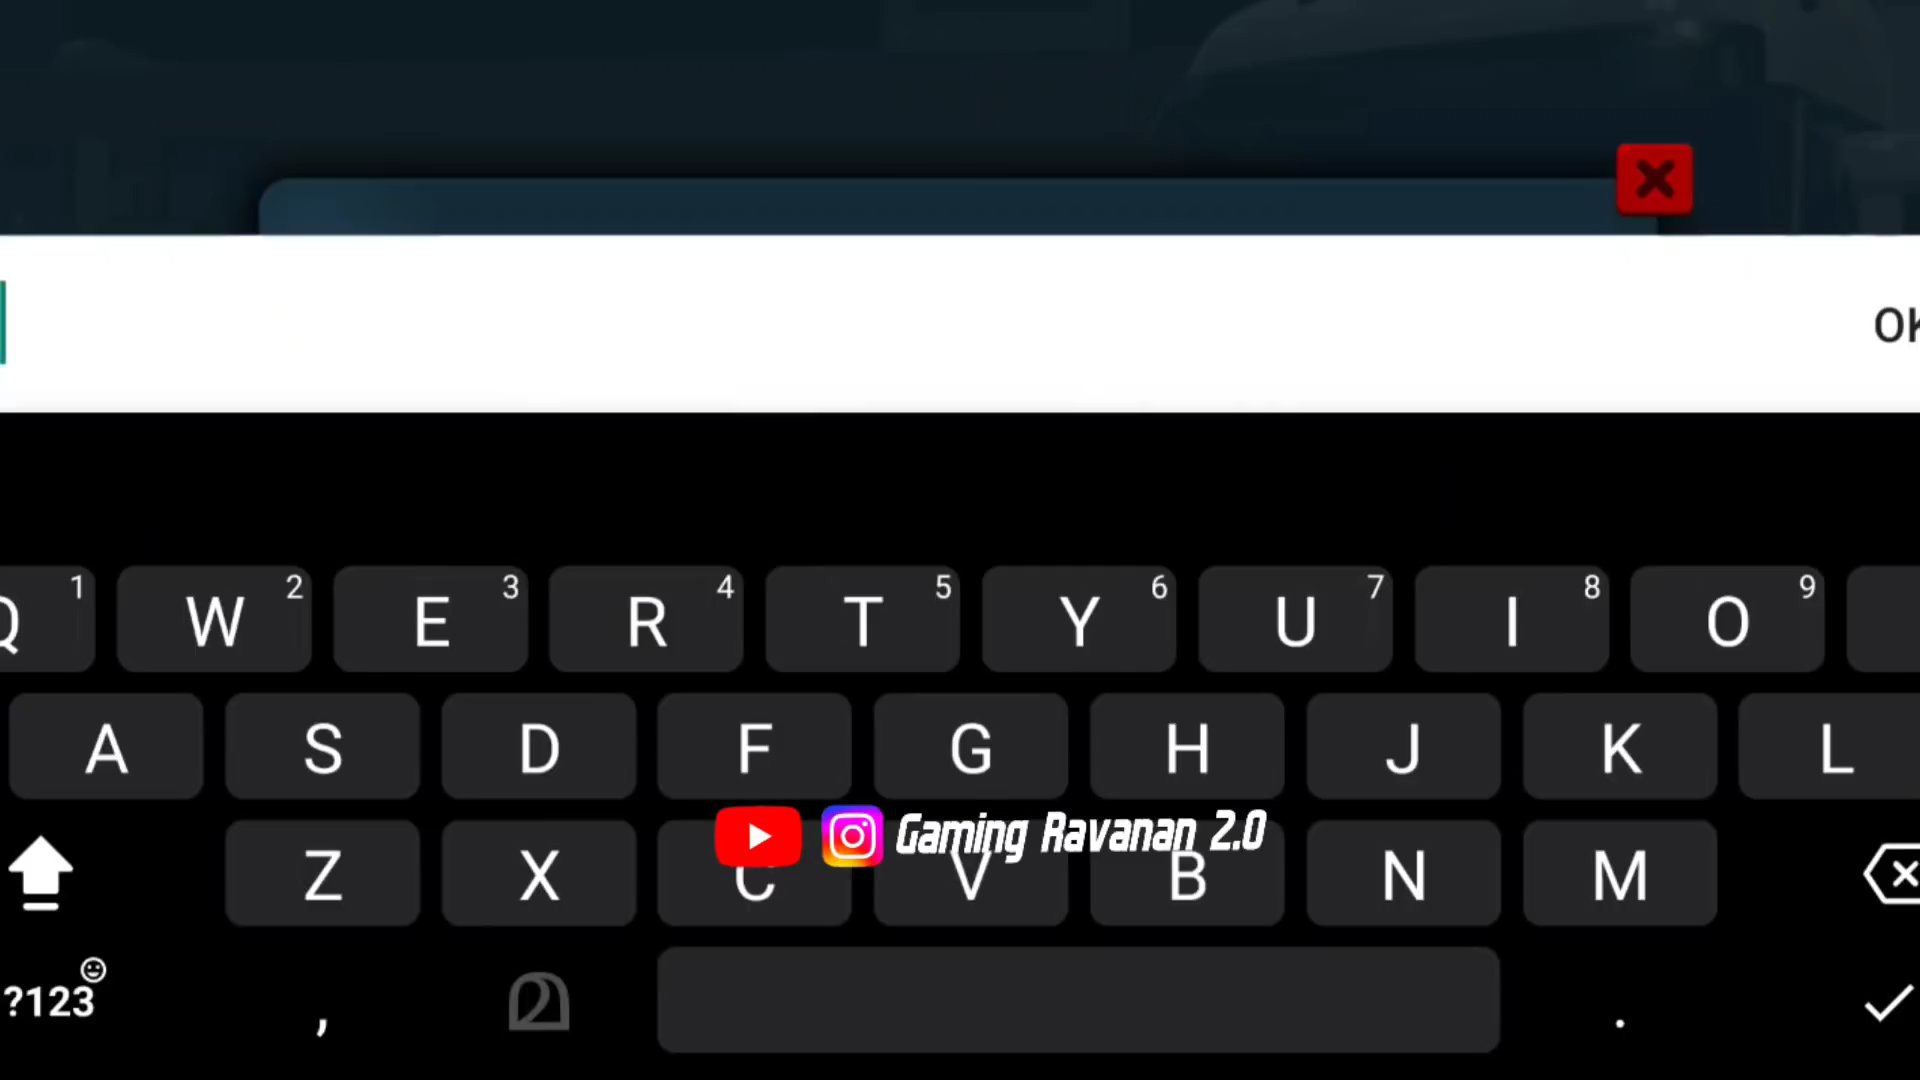 OK
Q 1 W 2 E 3 R 4 T 5 Y 6 U 7 I 8 O 9
A S D F G H J K L
Gaming Ravanan 2.0
Z X C V B N M
?123 , മ .